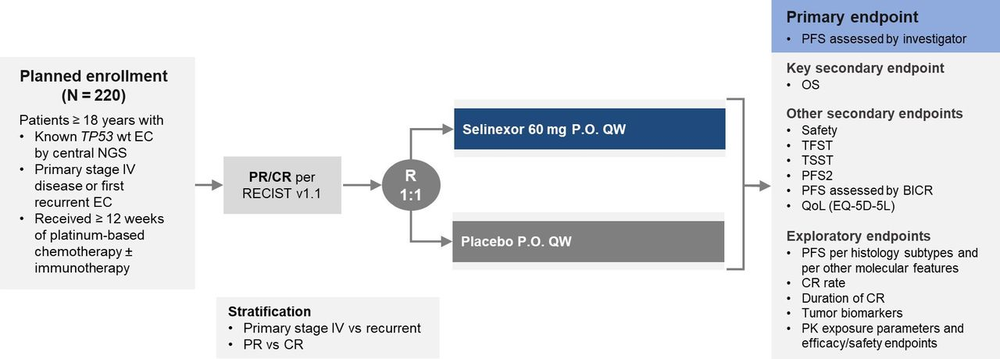 Planned enrollment
(N = 220)
Patients ≥ 18 years with
• Known TP53 wt EC
by central NGS
• Primary stage IV
disease or first
recurrent EC
• Received ≥ 12 weeks
of platinum-based
chemotherapy ±
immunotherapy
PR/CR per
RECIST v1.1
Stratification
• Primary stage IV vs recurrent
• PR vs CR
R
1:1
Selinexor 60 mg P.O. QW
Placebo P.O. QW
Primary endpoint
• PFS assessed by investigator
Key secondary endpoint
• OS
Other secondary endpoints
• Safety
• TFST
• TSST
• PFS2
• PFS assessed by BICR
• QoL (EQ-5D-5L)
Exploratory endpoints
• PFS per histology subtypes and
per other molecular features
• CR rate
• Duration of CR
• Tumor biomarkers
• PK exposure parameters and
efficacy/safety endpoints